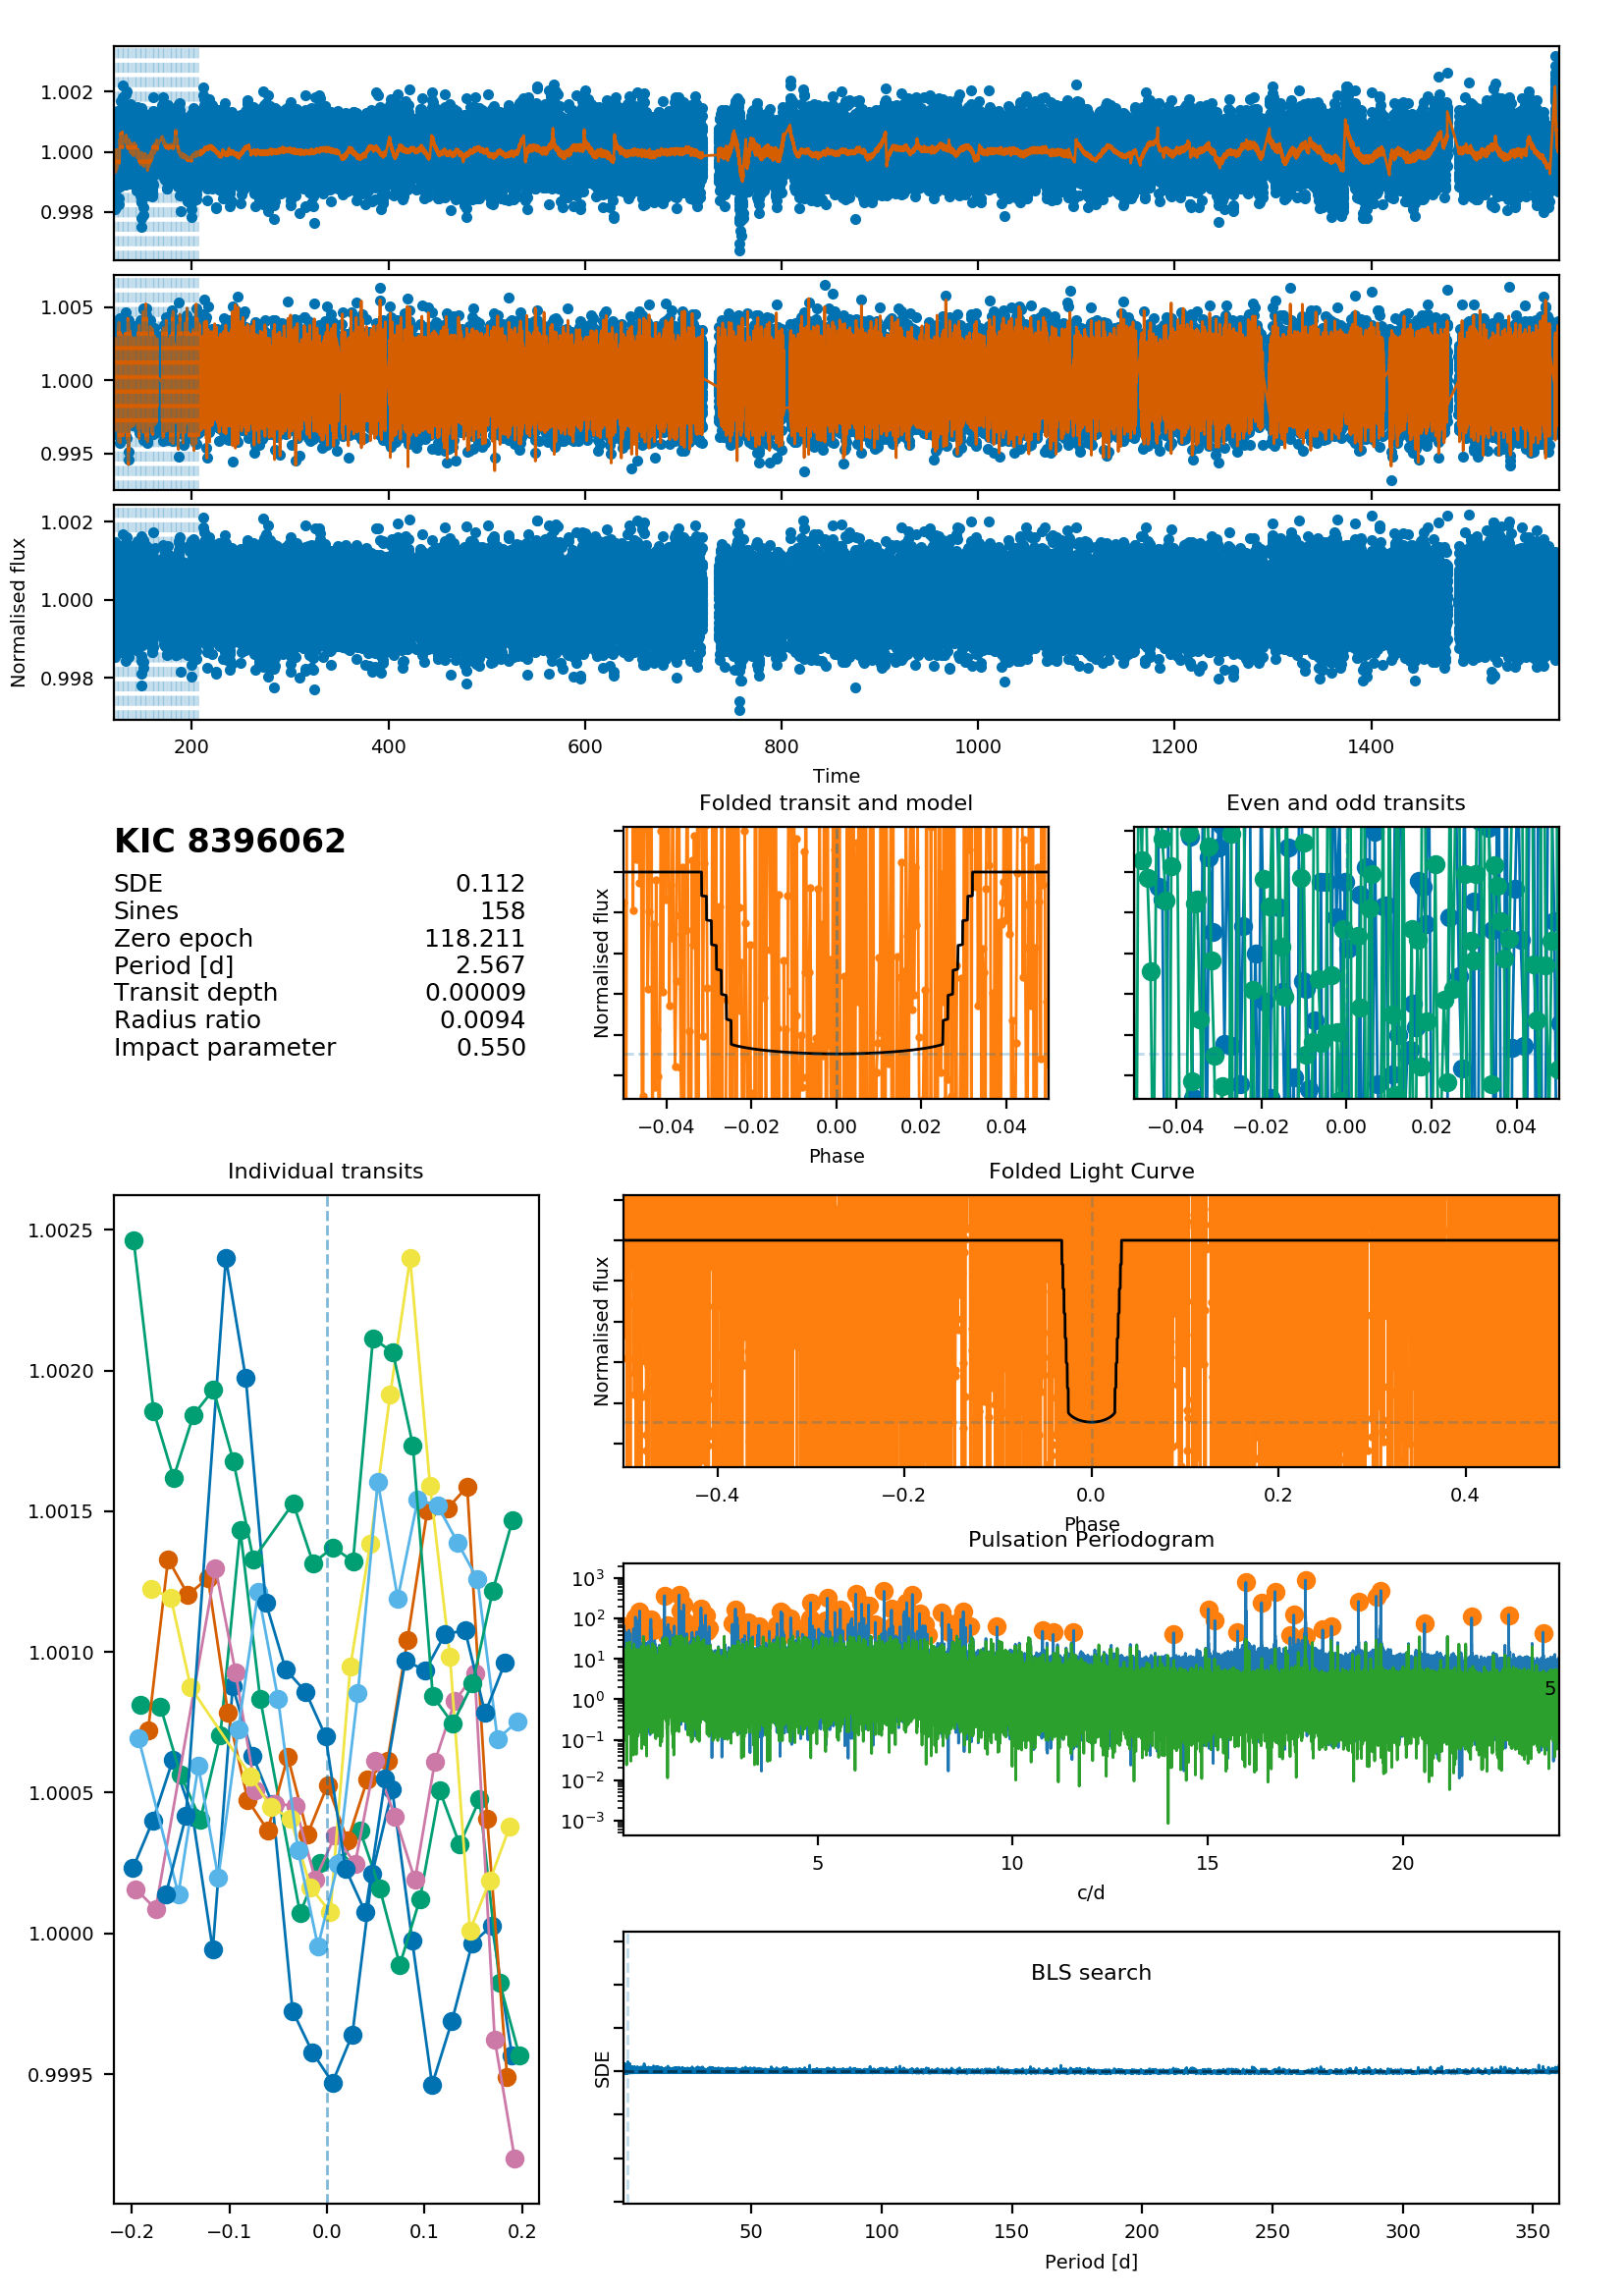 1.002
1.000
0.998
1.005
1.000
0.995
1.002
1.000
0.998
Normalised flux
200 400 600 800 1000 1200 1400
Time
KIC 8396062
SDE 0.112
Sines 158
Zero epoch 118.211
Period [d] 2.567
Transit depth 0.00009
Radius ratio 0.0094
Impact parameter 0.550
Folded transit and model
Normalised flux
−0.04 −0.02 0.00 0.02 0.04
Phase
Even and odd transits
−0.04 −0.02 0.00 0.02 0.04
Individual transits
1.0025
1.0020
1.0015
1.0010
1.0005
1.0000
0.9995
−0.2 −0.1 0.0 0.1 0.2
Folded Light Curve
Normalised flux
−0.4 −0.2 0.0 0.2 0.4
Phase
Pulsation Periodogram
10³
10²
10¹
10⁰
10⁻¹
10⁻²
10⁻³
5
5 10 15 20
c/d
BLS search
SDE
50 100 150 200 250 300 350
Period [d]